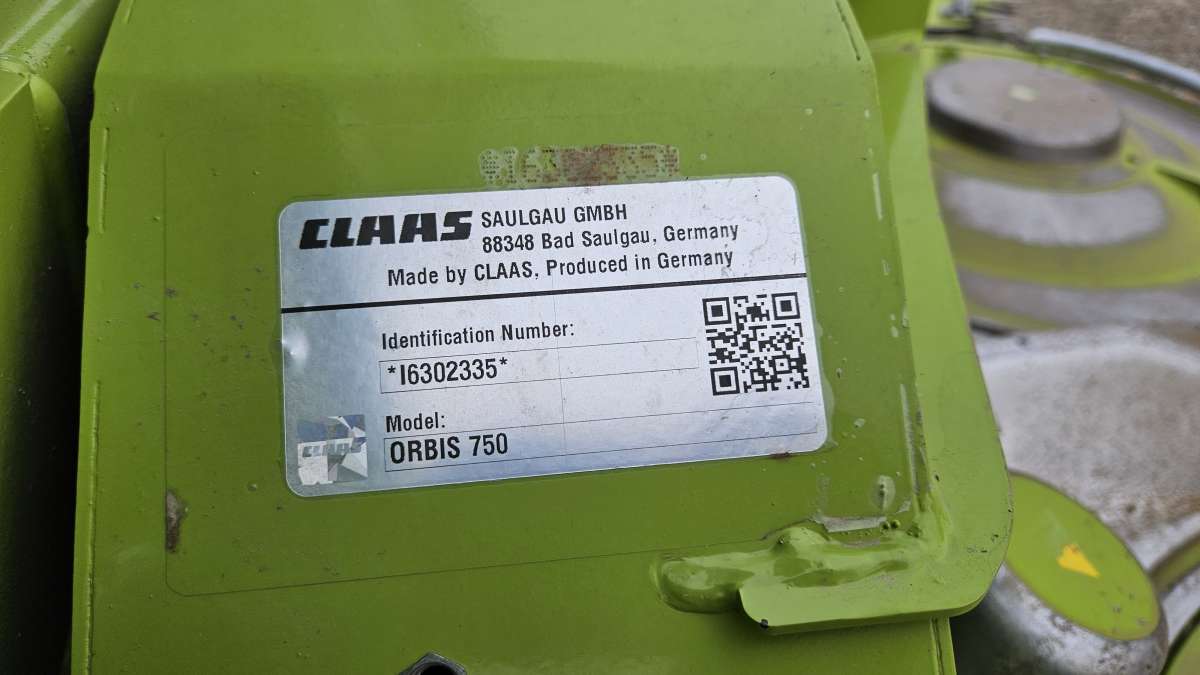 CLAAS SAULGAU GMBH
88348 Bad Saulgau, Germany
Made by CLAAS, Produced in Germany
Identification Number:
*I6302335*
Model:
CLAAS
ORBIS 750